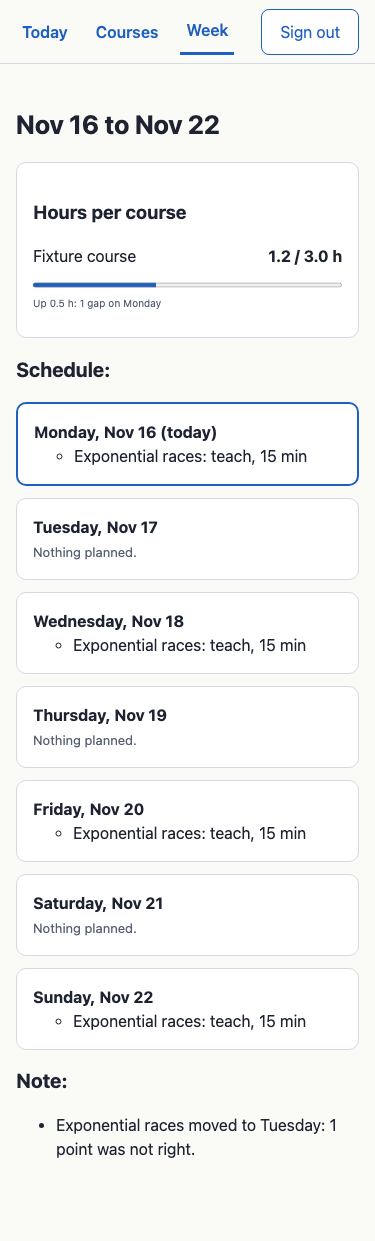 Today Courses Week Sign out
Nov 16 to Nov 22
Hours per course
Fixture course 1.2 / 3.0 h
Up 0.5 h: 1 gap on Monday
Schedule:
Monday, Nov 16 (today)
Exponential races: teach, 15 min
Tuesday, Nov 17
Nothing planned.
Wednesday, Nov 18
Exponential races: teach, 15 min
Thursday, Nov 19
Nothing planned.
Friday, Nov 20
Exponential races: teach, 15 min
Saturday, Nov 21
Nothing planned.
Sunday, Nov 22
Exponential races: teach, 15 min
Note:
Exponential races moved to Tuesday: 1
point was not right.